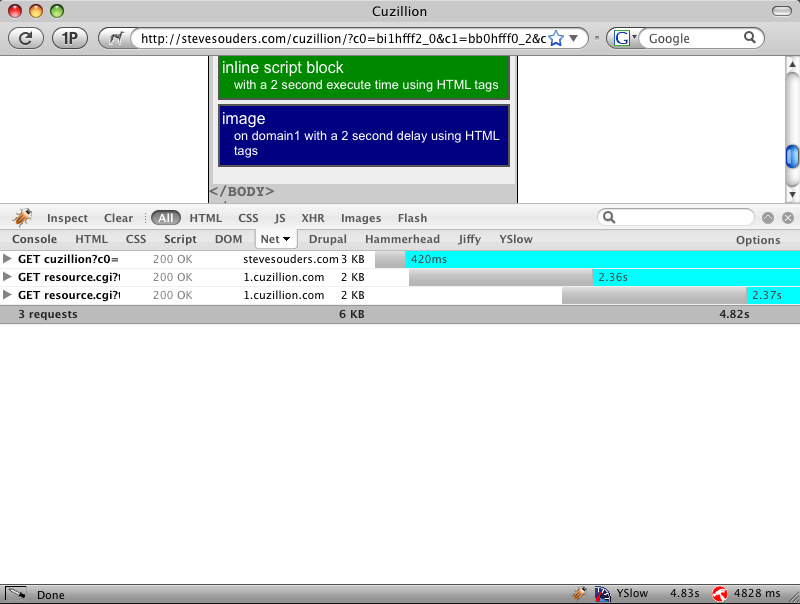 Cuzillion
1P http://stevesouders.com/cuzillion/?c0=bi1hfff2_0&c1=bb0hfff0_2&c G Google
inline script block
with a 2 second execute time using HTML tags
image
on domain1 with a 2 second delay using HTML
tags
</BODY>
Inspect Clear All HTML CSS JS XHR Images Flash
Console HTML CSS Script DOM Net Drupal Hammerhead Jiffy YSlow Options
GET cuzillion?c0= 200 OK stevesouders.com 3 KB 420ms
GET resource.cgi?t 200 OK 1.cuzillion.com 2 KB 2.36s
GET resource.cgi?t 200 OK 1.cuzillion.com 2 KB 2.37s
3 requests 6 KB 4.82s
Done YSlow 4.83s 4828 ms